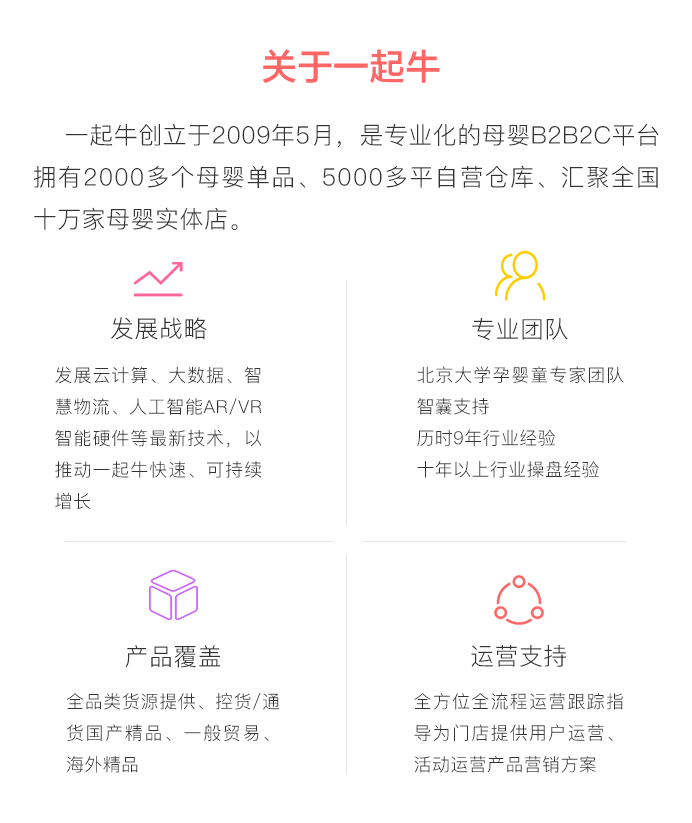 关于一起牛
一起牛创立于2009年5月，是专业化的母婴B2B2C平台
拥有2000多个母婴单品、5000多平自营仓库、汇聚全国
十万家母婴实体店。
发展战略
发展云计算、大数据、智
慧物流、人工智能AR/VR
智能硬件等最新技术，以
推动一起牛快速、可持续
增长
专业团队
北京大学孕婴童专家团队
智囊支持
历时9年行业经验
十年以上行业操盘经验
产品覆盖
全品类货源提供、控货/通
货国产精品、一般贸易、
海外精品
运营支持
全方位全流程运营跟踪指
导为门店提供用户运营、
活动运营产品营销方案